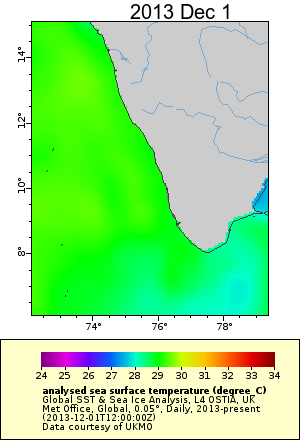 2013 Dec 1
14°
12°
10°
8°
74°
76°
78°
24 25 26 27 28 29 30 31 32 33 34
analysed sea surface temperature (degree_C)
Global SST & Sea Ice Analysis, L4 OSTIA, UK
Met Office, Global, 0.05°, Daily, 2013-present
(2013-12-01T12:00:00Z)
Data courtesy of UKMO